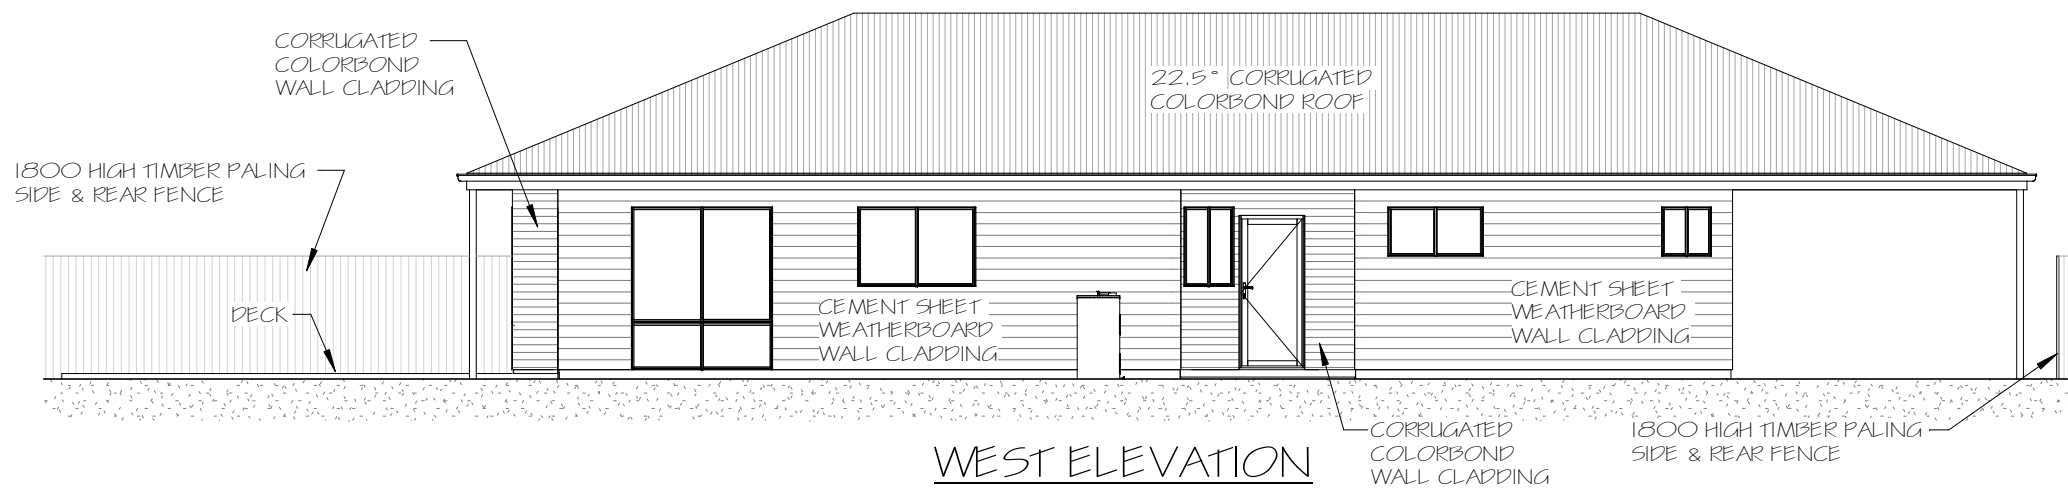 CORRUGATED
COLORBOND
WALL CLADDING
22.5° CORRUGATED
COLORBOND ROOF
1800 HIGH TIMBER PALING
SIDE & REAR FENCE
DECK
CEMENT SHEET
WEATHERBOARD
WALL CLADDING
CEMENT SHEET
WEATHERBOARD
WALL CLADDING
WEST ELEVATION
CORRUGATED
COLORBOND
WALL CLADDING
1800 HIGH TIMBER PALING
SIDE & REAR FENCE